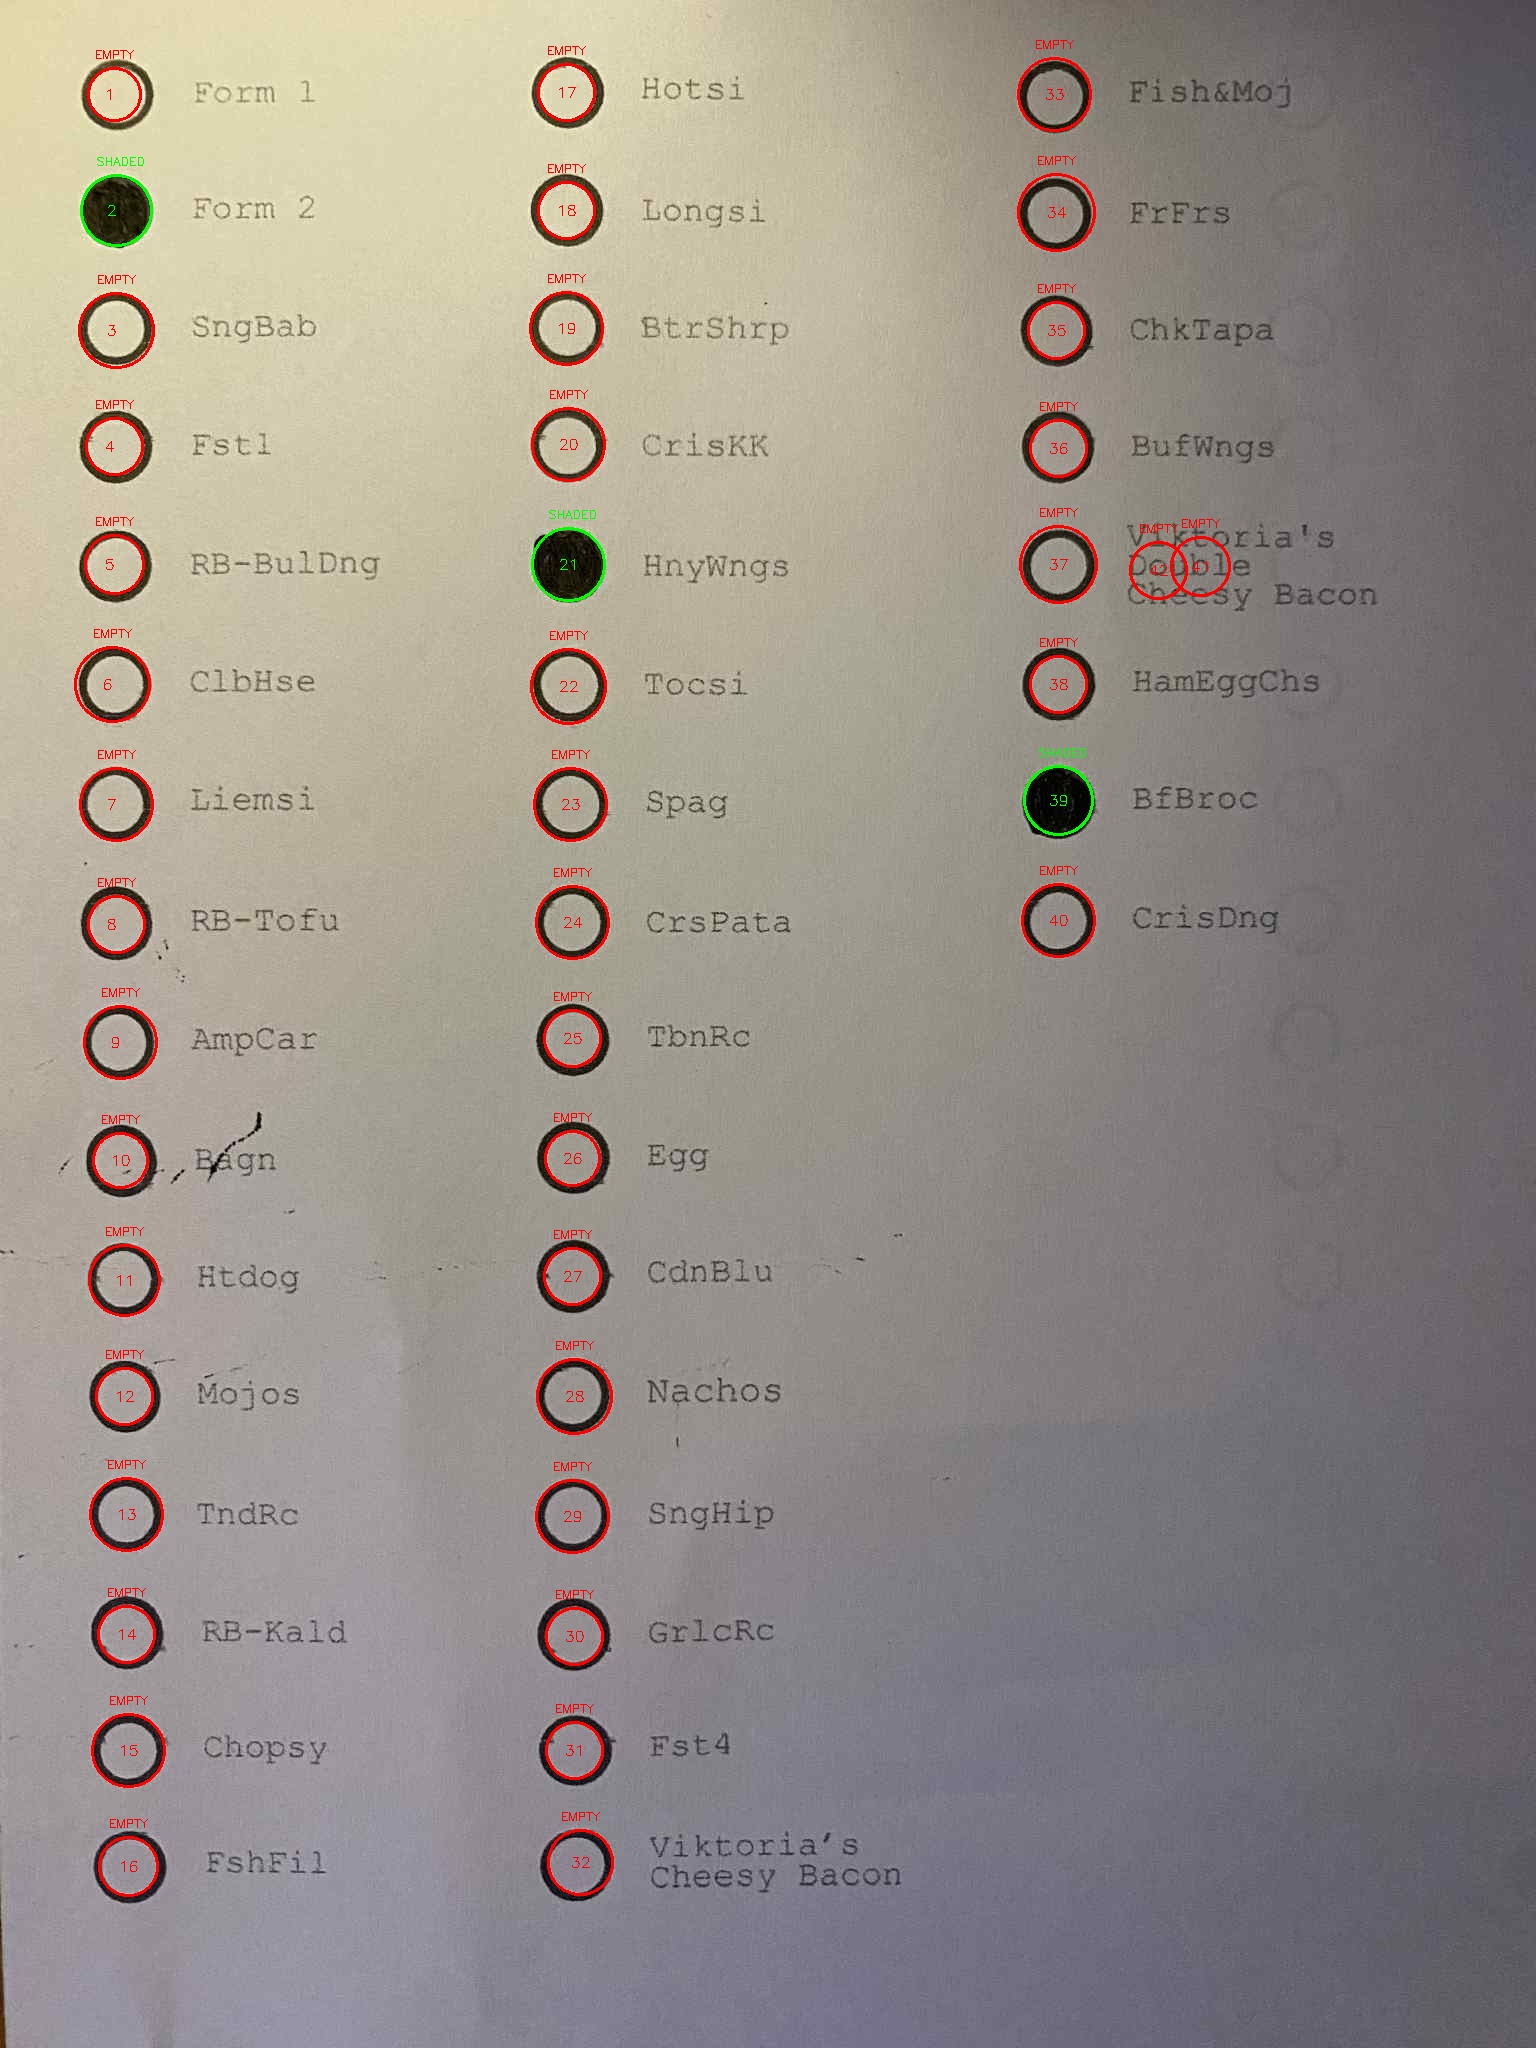 EMPTY
1 Form 1
SHADED
2 Form 2
EMPTY
3 SngBab
EMPTY
4 Fst1
EMPTY
5 RB-BulDng
EMPTY
6 ClbHse
EMPTY
7 Liemsi
EMPTY
8 RB-Tofu
EMPTY
9 AmpCar
EMPTY
10 Bagn
EMPTY
11 Htdog
EMPTY
12 Mojos
EMPTY
13 TndRc
EMPTY
14 RB-Kald
EMPTY
15 Chopsy
EMPTY
16 FshFil
EMPTY
17 Hotsi
EMPTY
18 Longsi
EMPTY
19 BtrShrp
EMPTY
20 CrisKK
SHADED
21 HnyWngs
EMPTY
22 Tocsi
EMPTY
23 Spag
EMPTY
24 CrsPata
EMPTY
25 TbnRc
EMPTY
26 Egg
EMPTY
27 CdnBlu
EMPTY
28 Nachos
EMPTY
29 SngHip
EMPTY
30 GrlcRc
EMPTY
31 Fst4
EMPTY
32 Viktoria's
Cheesy Bacon
EMPTY
33 Fish&Moj
EMPTY
34 FrFrs
EMPTY
35 ChkTapa
EMPTY
36 BufWngs
EMPTY
EMPTY EMPTY
Viktoria's
37 Double
Cheesy Bacon
EMPTY
38 HamEggChs
SHADED
39 BfBroc
EMPTY
40 CrisDng